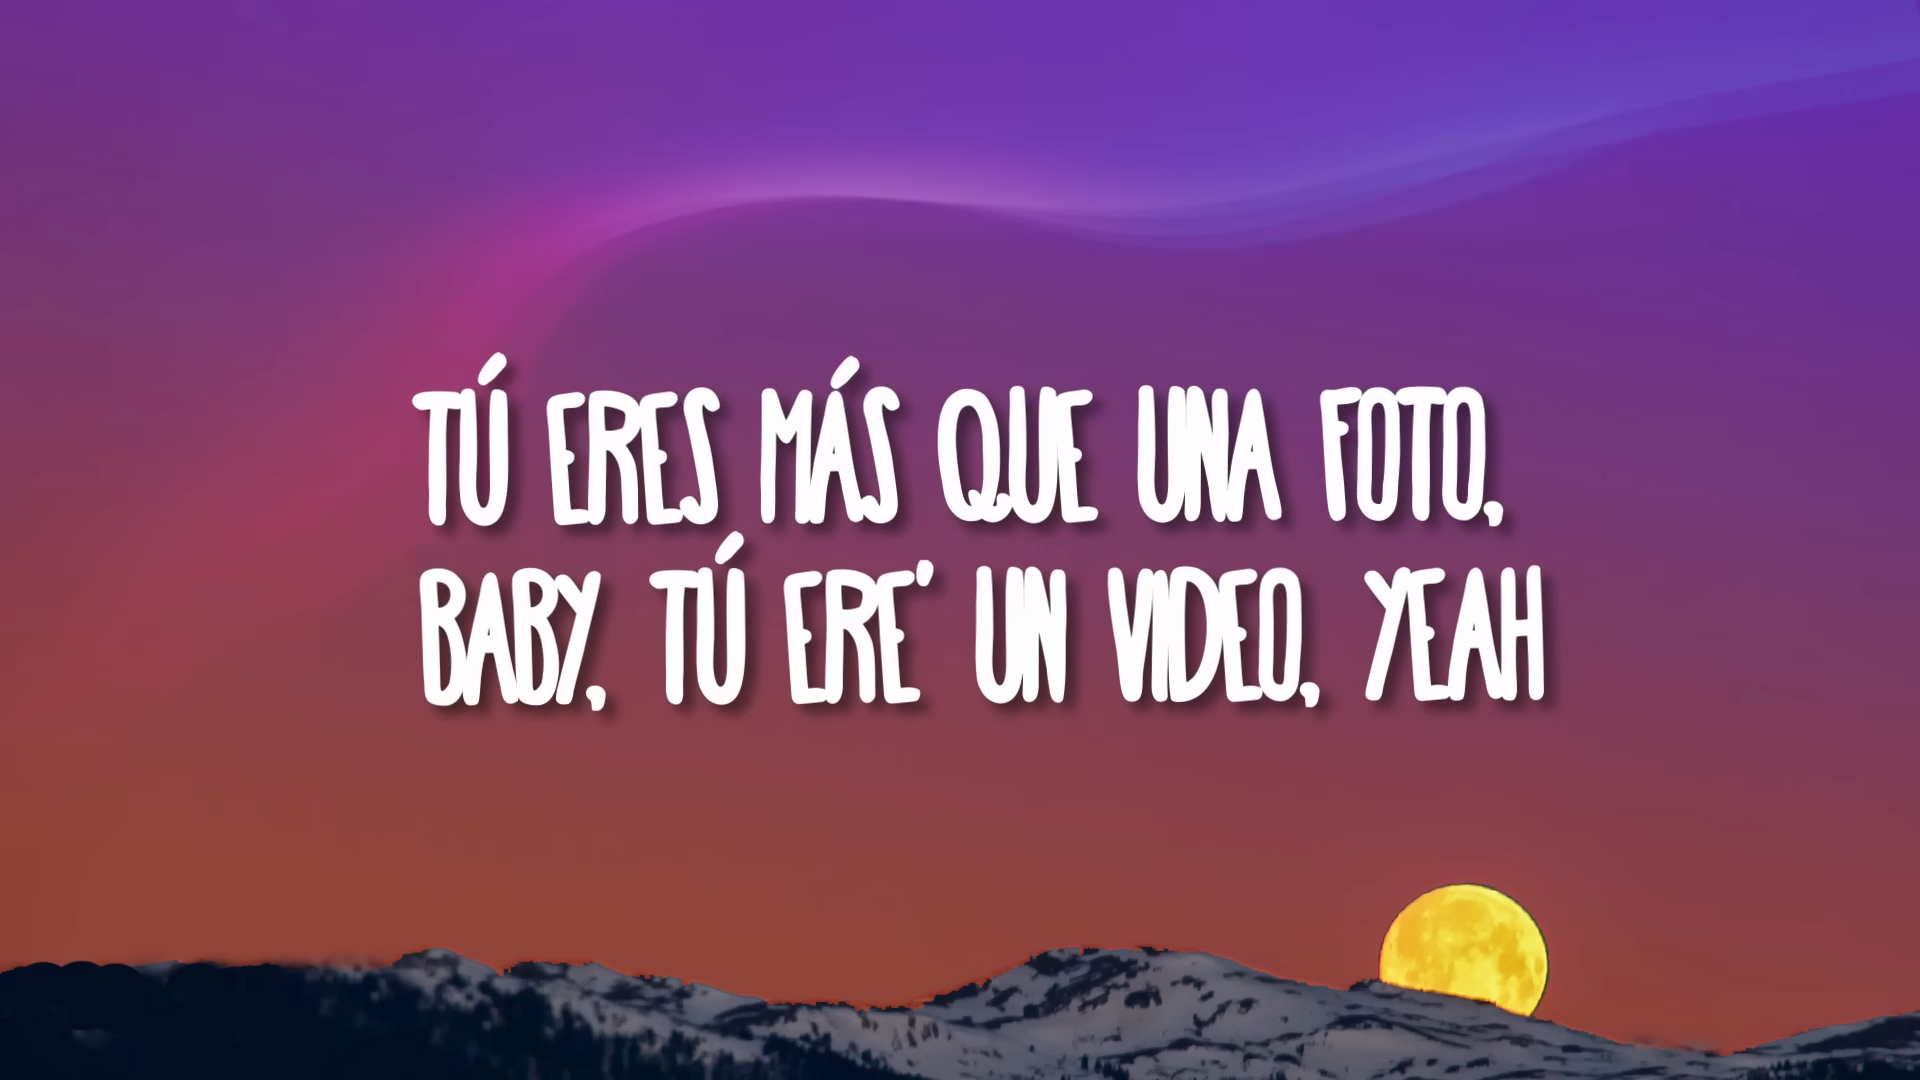 TÚ ERES MÁS QUE UNA FOTO,
BABY, TÚ ERE' UN VIDEO, YEAH